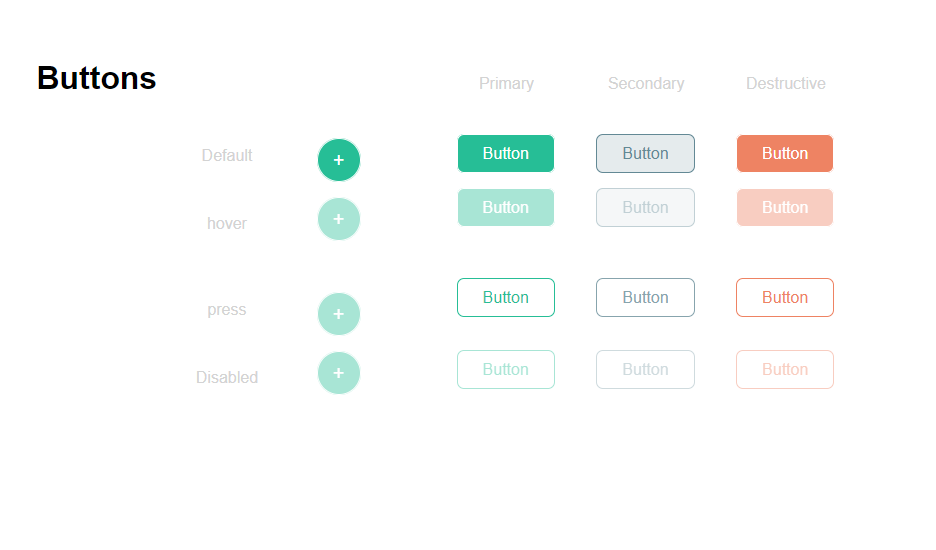 Buttons
Primary Secondary Destructive
Default + Button Button Button
hover + Button Button Button
press + Button Button Button
Disabled + Button Button Button